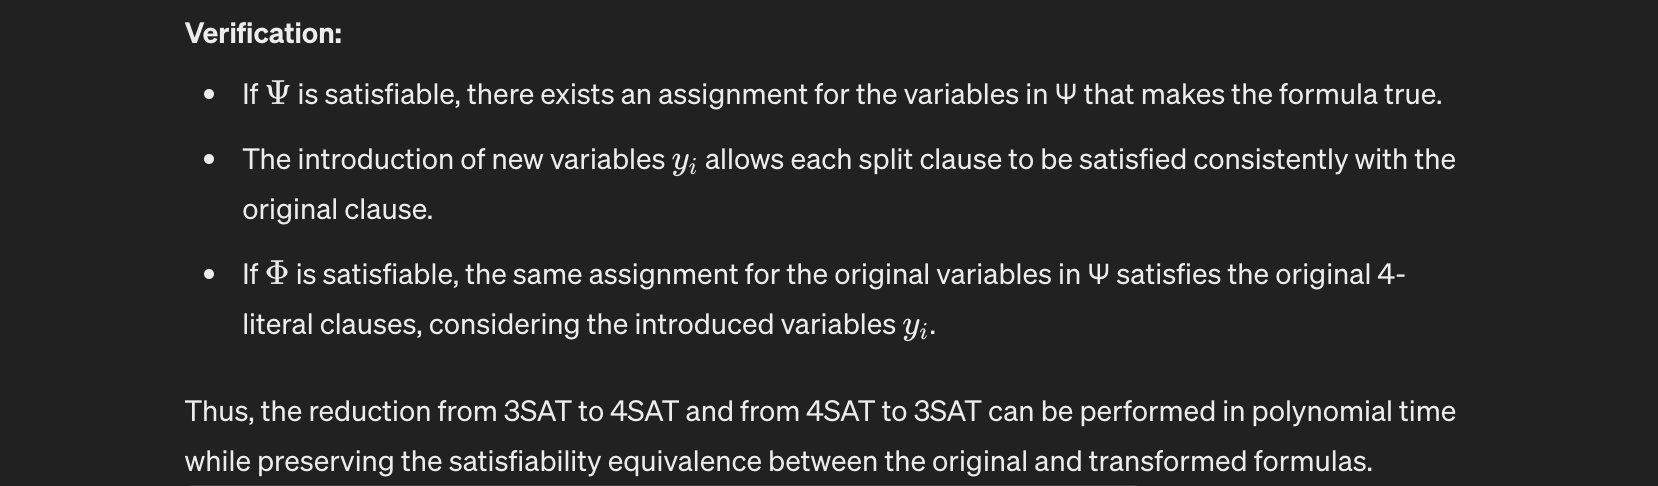 Verification:
• If Ψ is satisfiable, there exists an assignment for the variables in Ψ that makes the formula true.
• The introduction of new variables yᵢ allows each split clause to be satisfied consistently with the
original clause.
• If Φ is satisfiable, the same assignment for the original variables in Ψ satisfies the original 4-
literal clauses, considering the introduced variables yᵢ.
Thus, the reduction from 3SAT to 4SAT and from 4SAT to 3SAT can be performed in polynomial time
while preserving the satisfiability equivalence between the original and transformed formulas.